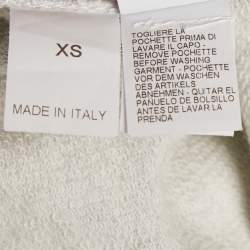 XS
MADE IN ITALY
TOGLIERE LA
POCHETTE PRIMA DI
LAVARE IL CAPO -
REMOVE POCHETTE
BEFORE WASHING
GARMENT - POCHETTE
VOR DEM WASCHEN
DES ARTIKELS
ABNEHMEN - QUITAR EL
PAÑUELO DE BOLSILLO
ANTES DE LAVAR LA
PRENDA